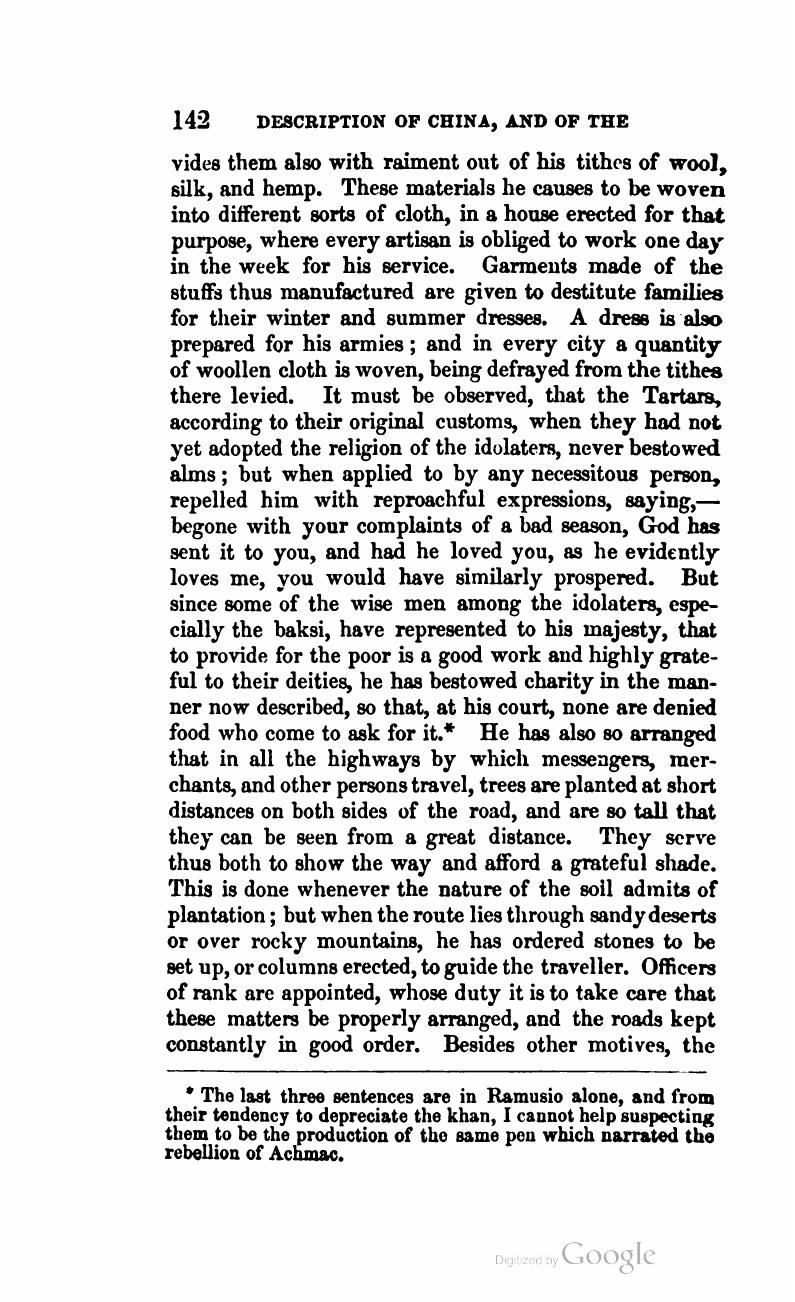 142 DESCRIPTION OF CHINA, AND OF THE
vides them also with raiment out of his tithes of wool,
silk, and hemp. These materials he causes to be woven
into different sorts of cloth, in a house erected for that
purpose, where every artisan is obliged to work one day
in the week for his service. Garments made of the
stuffs thus manufactured are given to destitute families
for their winter and summer dresses. A dress is also
prepared for his armies ; and in every city a quantity
of woollen cloth is woven, being defrayed from the tithes
there levied. It must be observed, that the Tartars,
according to their original customs, when they had not
yet adopted the religion of the idolaters, never bestowed
alms ; but when applied to by any necessitous person,
repelled him with reproachful expressions, saying,—
begone with your complaints of a bad season, God has
sent it to you, and had he loved you, as he evidently
loves me, you would have similarly prospered. But
since some of the wise men among the idolaters, espe-
cially the baksi, have represented to his majesty, that
to provide for the poor is a good work and highly grate-
ful to their deities, he has bestowed charity in the man-
ner now described, so that, at his court, none are denied
food who come to ask for it.* He has also so arranged
that in all the highways by which messengers, mer-
chants, and other persons travel, trees are planted at short
distances on both sides of the road, and are so tall that
they can be seen from a great distance. They serve
thus both to show the way and afford a grateful shade.
This is done whenever the nature of the soil admits of
plantation ; but when the route lies through sandy deserts
or over rocky mountains, he has ordered stones to be
set up, or columns erected, to guide the traveller. Officers
of rank are appointed, whose duty it is to take care that
these matters be properly arranged, and the roads kept
constantly in good order. Besides other motives, the
* The last three sentences are in Ramusio alone, and from
their tendency to depreciate the khan, I cannot help suspecting
them to be the production of the same pen which narrated the
rebellion of Achmac.
Digitized by Google